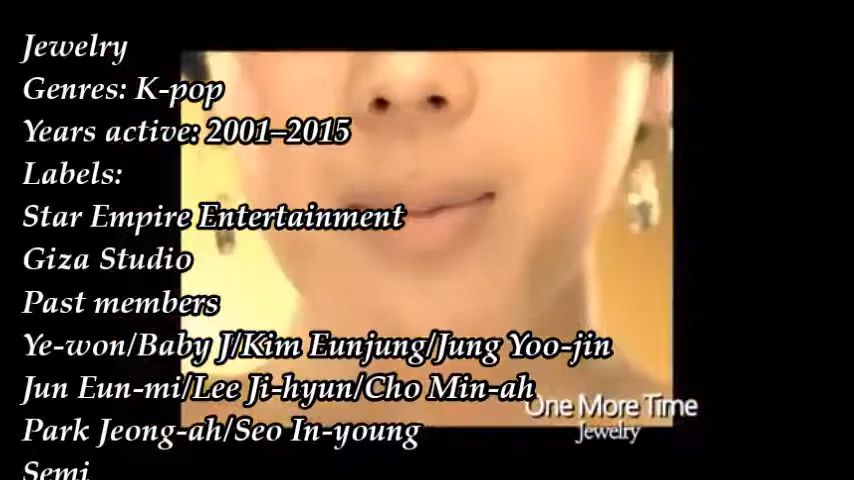 Jewelry
Genres: K-pop
Years active: 2001–2015
Labels:
Star Empire Entertainment
Giza Studio
Past members
Ye-won/Baby J/Kim Eunjung/Jung Yoo-jin
Jun Eun-mi/Lee Ji-hyun/Cho Min-ah
Park Jeong-ah/Seo In-young
Semi
One More Time
Jewelry